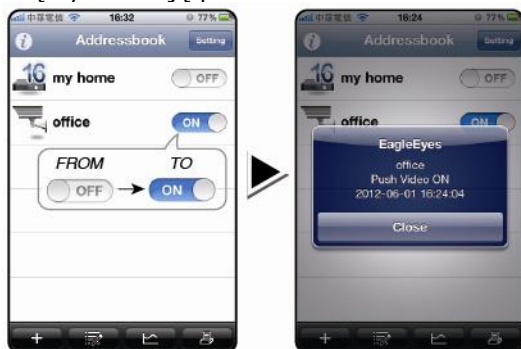 中華電信 16:32 77%
Addressbook Setting
16 my home OFF
office ON
FROM TO
OFF ON
中華電信 16:24 77%
Addressbook Setting
16 my home OFF
office ON
EagleEyes
office
Push Video ON
2012-06-01 16:24:04
Close